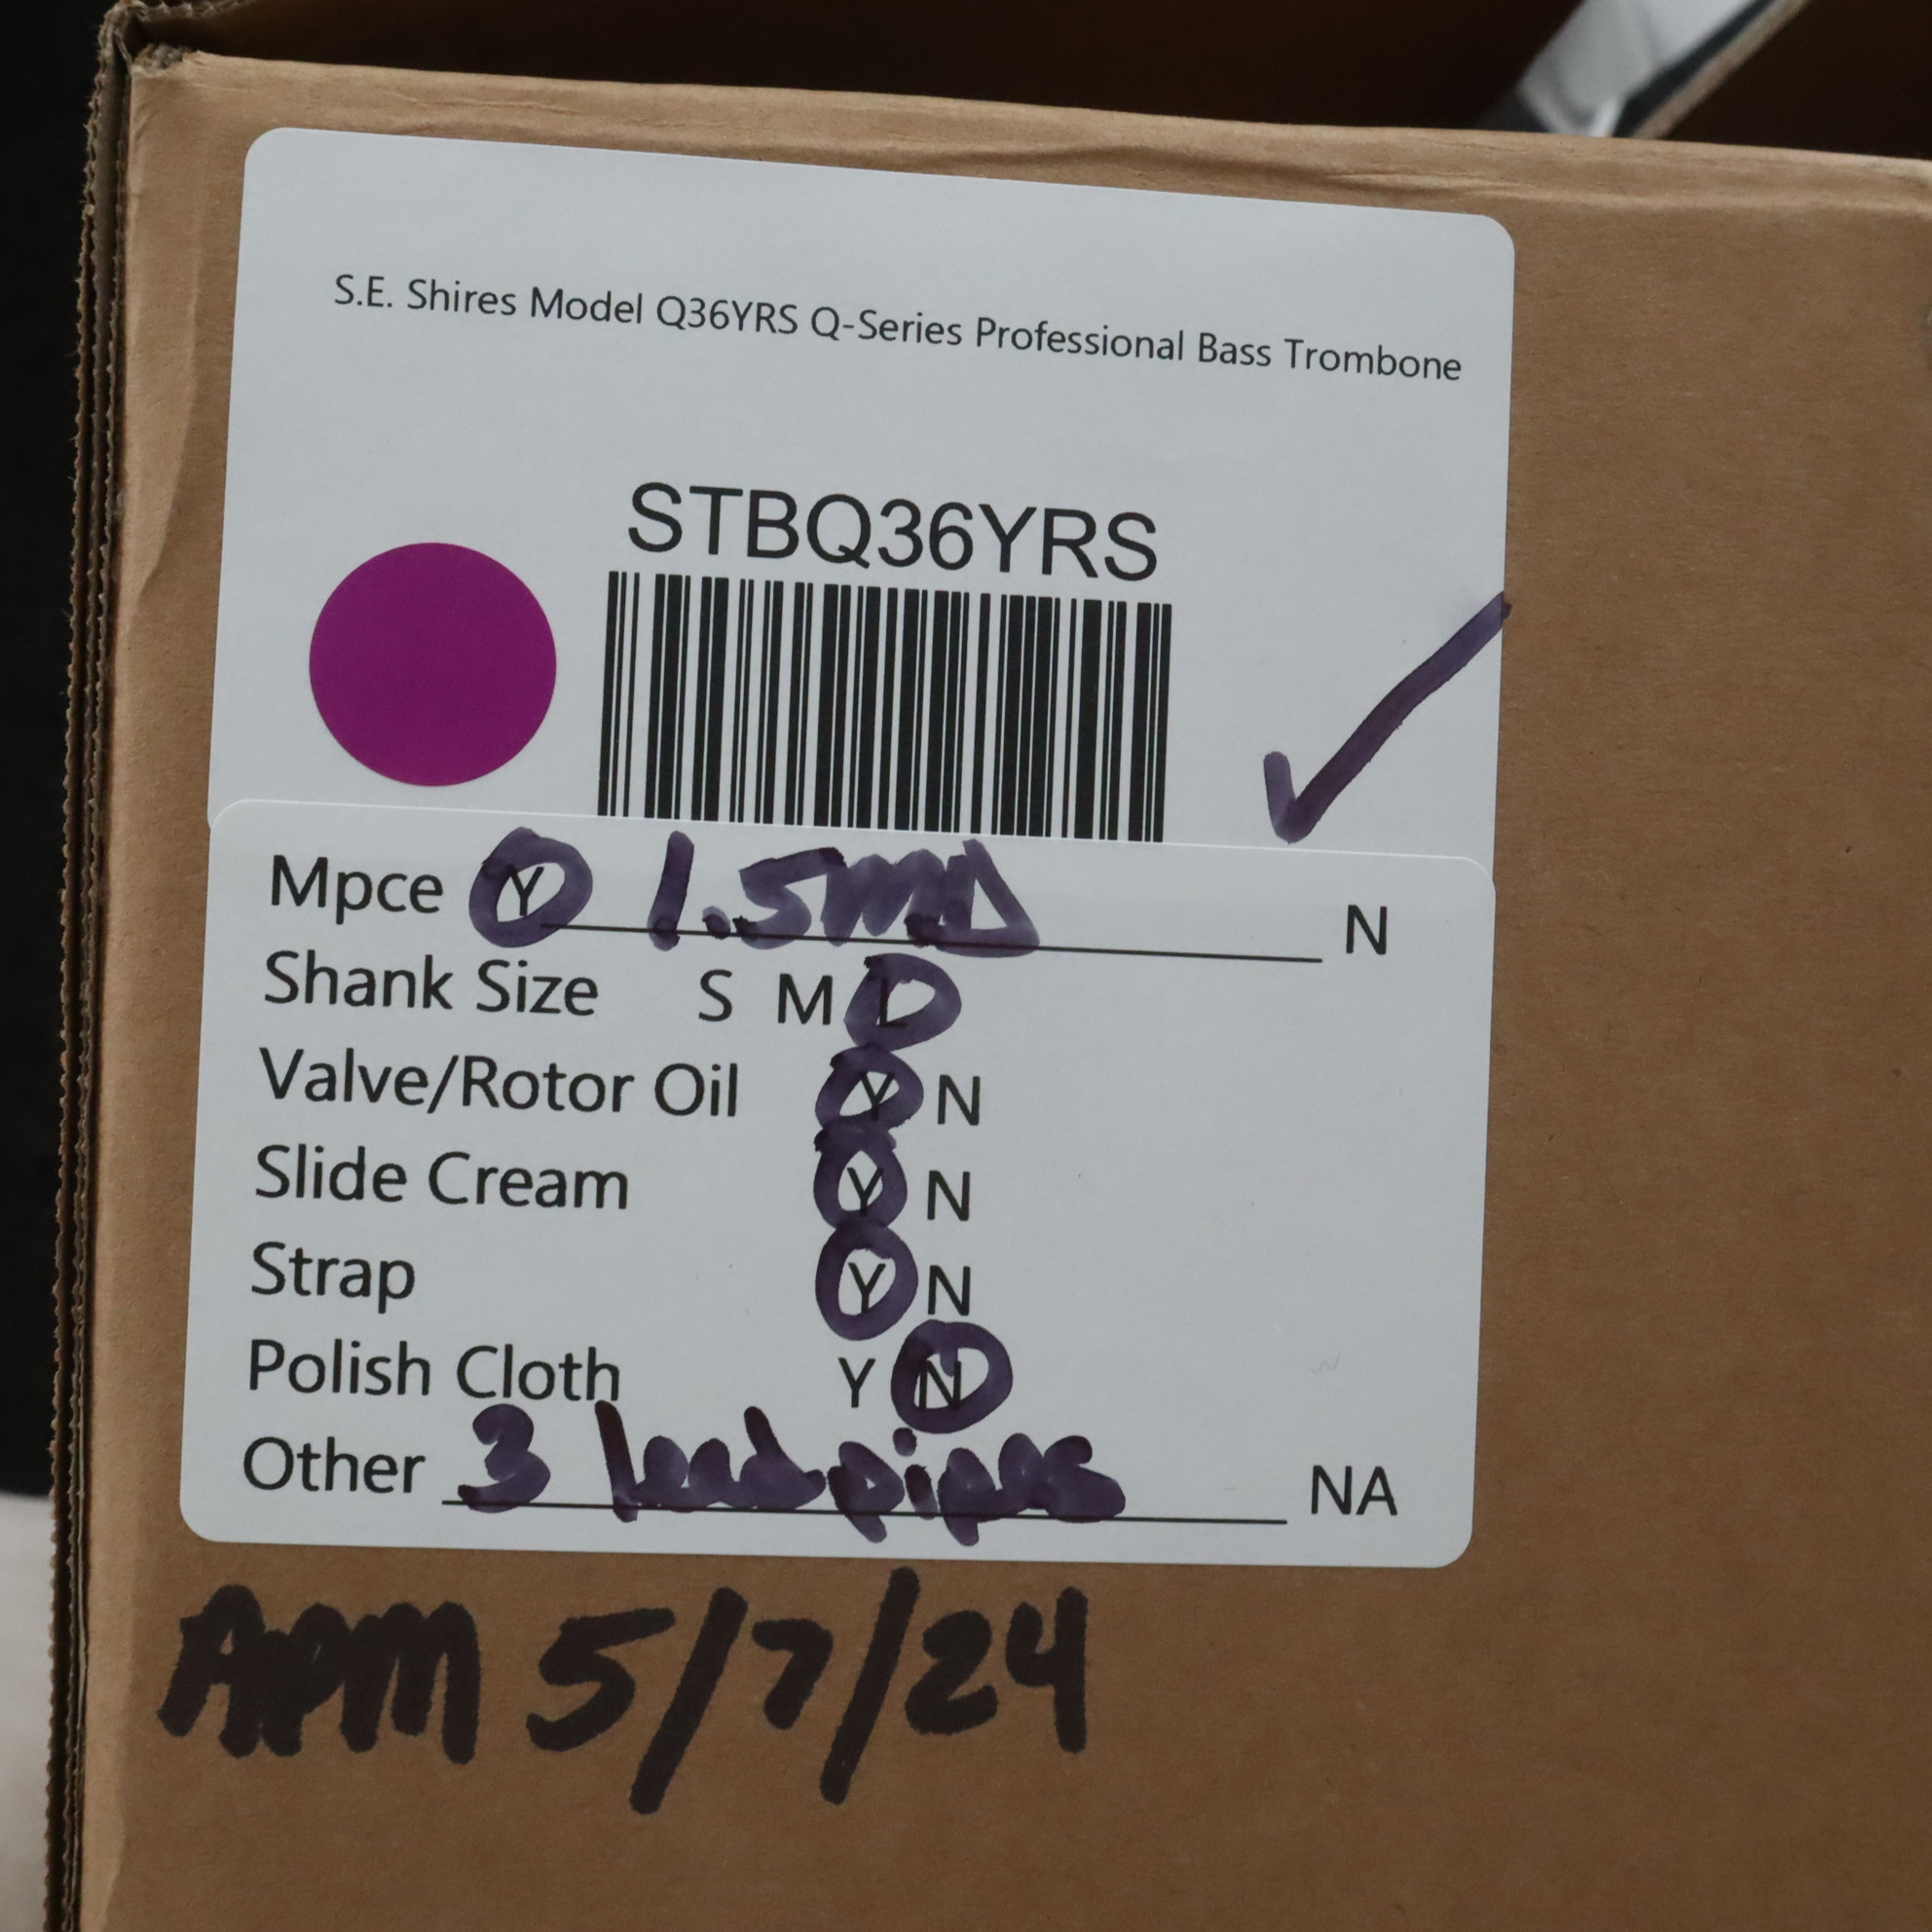 S.E. Shires Model Q36YRS Q-Series Professional Bass Trombone
STBQ36YRS
Mpce Y 1.5MD N
Shank Size S M L
Valve/Rotor Oil Y N
Slide Cream Y N
Strap Y N
Polish Cloth Y N
Other 3 leadpipes NA
APM 5/7/24